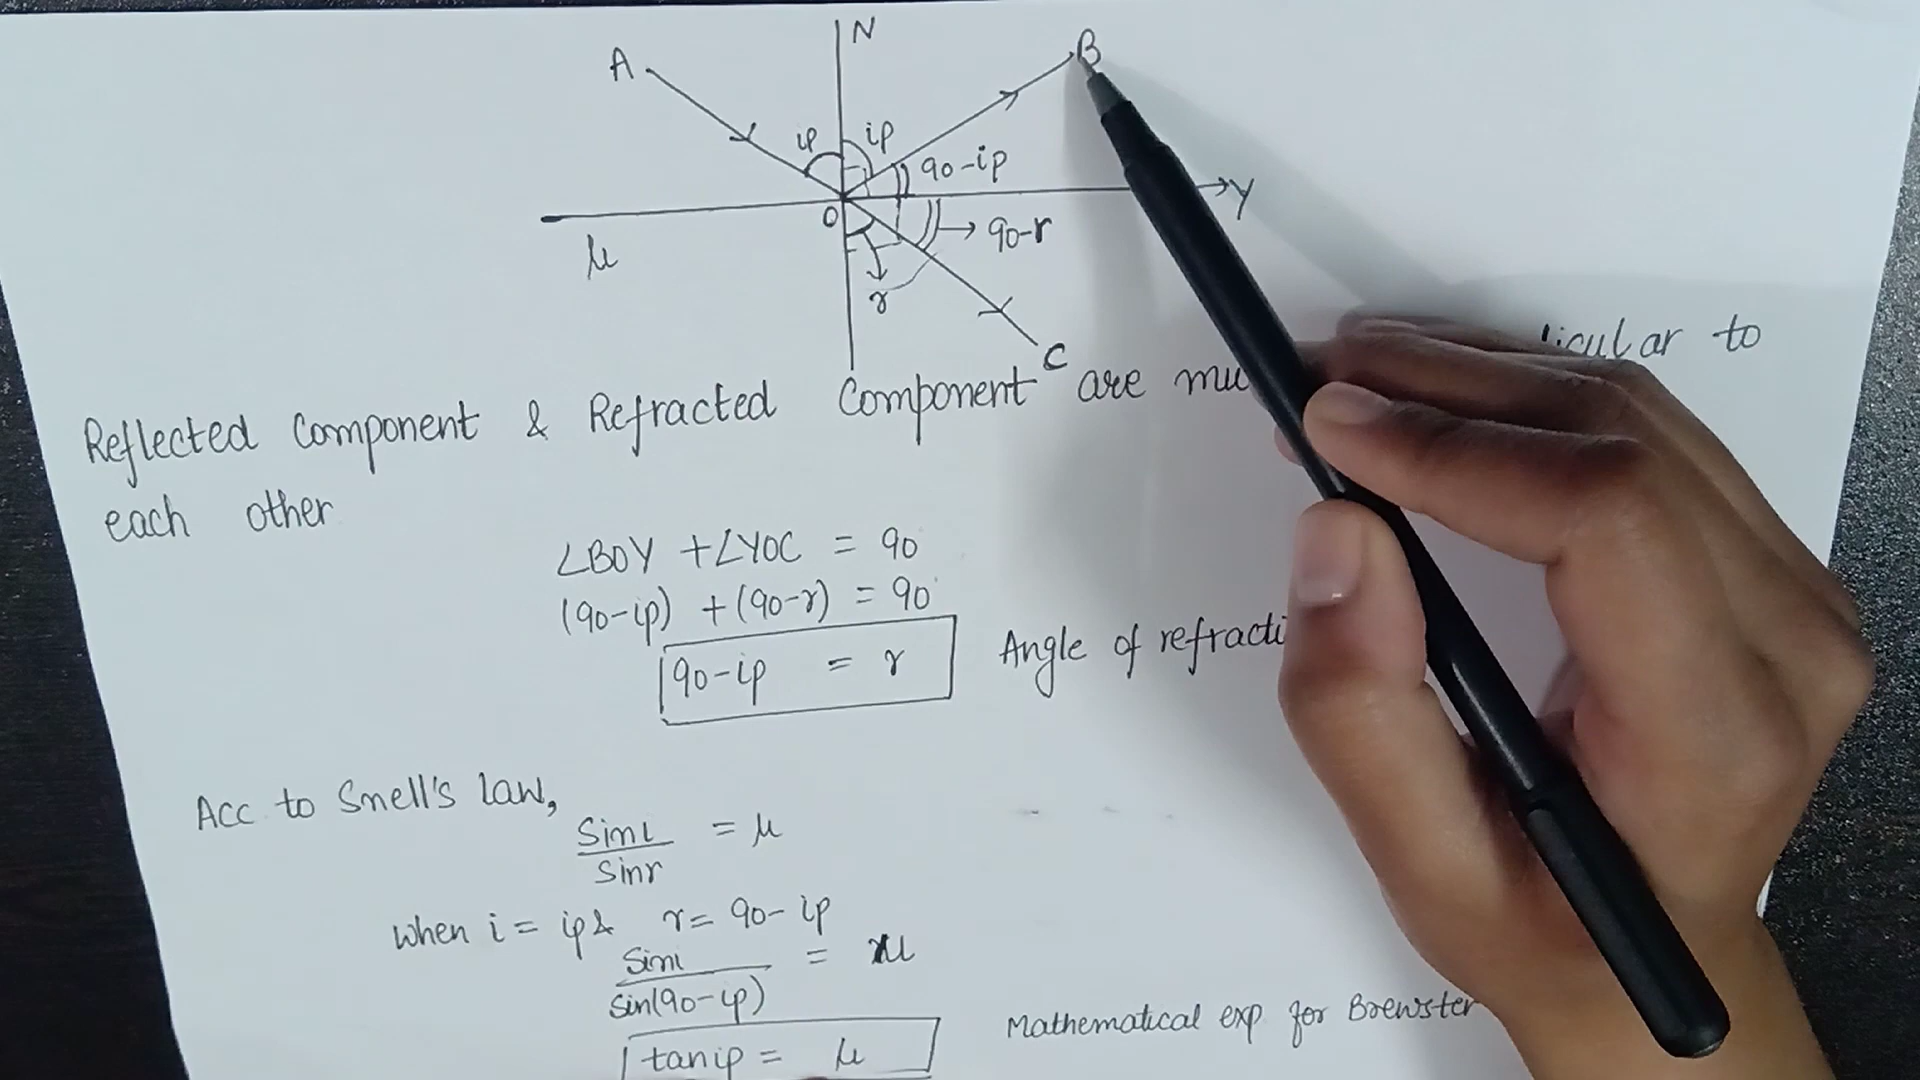 N
A
B
ip
ip
90-ip
Y
O
90-r
μ
r
C
Reflected Component & Refracted Component are to
each other
∠BOY + ∠YOC = 90
(90-ip) + (90-r) = 90
90-ip = r
Angle of
Acc to Snell's law,
Sini
Sinr
= μ
when i = ip & r = 90-ip
Sini
sin(90-ip)
= μ
tanip = μ
Mathematical exp for Brewster